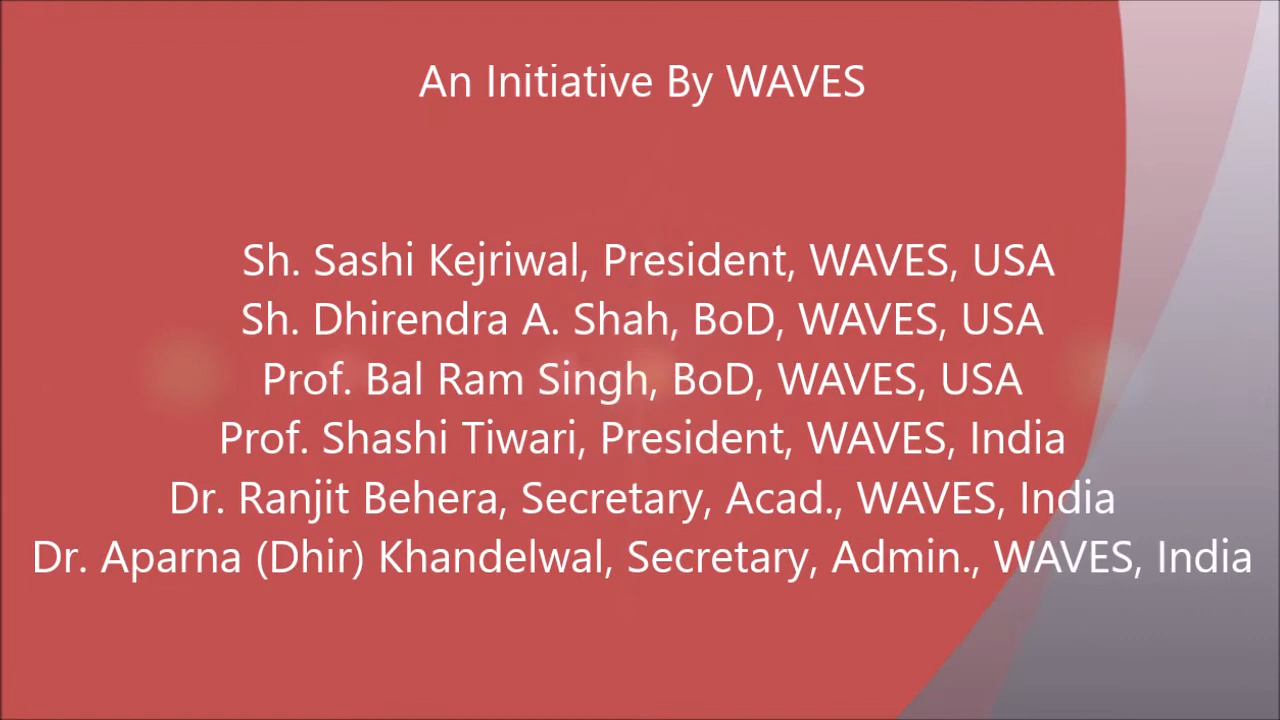 An Initiative By WAVES
Sh. Sashi Kejriwal, President, WAVES, USA
Sh. Dhirendra A. Shah, BoD, WAVES, USA
Prof. Bal Ram Singh, BoD, WAVES, USA
Prof. Shashi Tiwari, President, WAVES, India
Dr. Ranjit Behera, Secretary, Acad., WAVES, India
Dr. Aparna (Dhir) Khandelwal, Secretary, Admin., WAVES, India